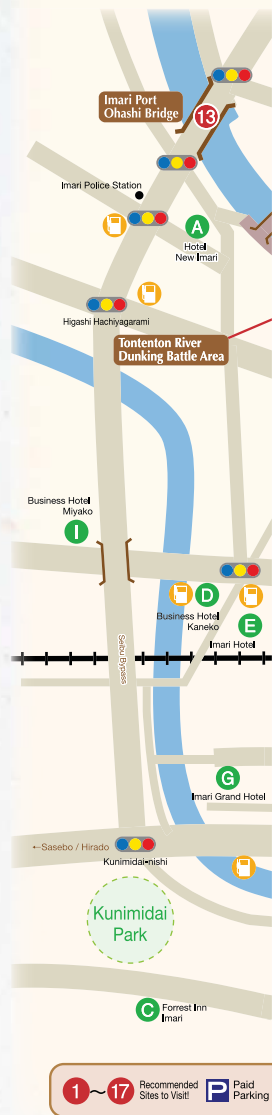 Imari Port
Ohashi Bridge
13
Imari Police Station
A
Hotel
New Imari
Higashi Hachiyagarami
Tontenton River
Dunking Battle Area
Business Hotel
Miyako
I
D
Business Hotel
Kaneko
E
Imari Hotel
Seibu Bypass
G
Imari Grand Hotel
←Sasebo / Hirado
Kunimidai-nishi
Kunimidai
Park
C
Forrest Inn
Imari
1～17
Recommended
Sites to Visit!
P
Paid
Parking